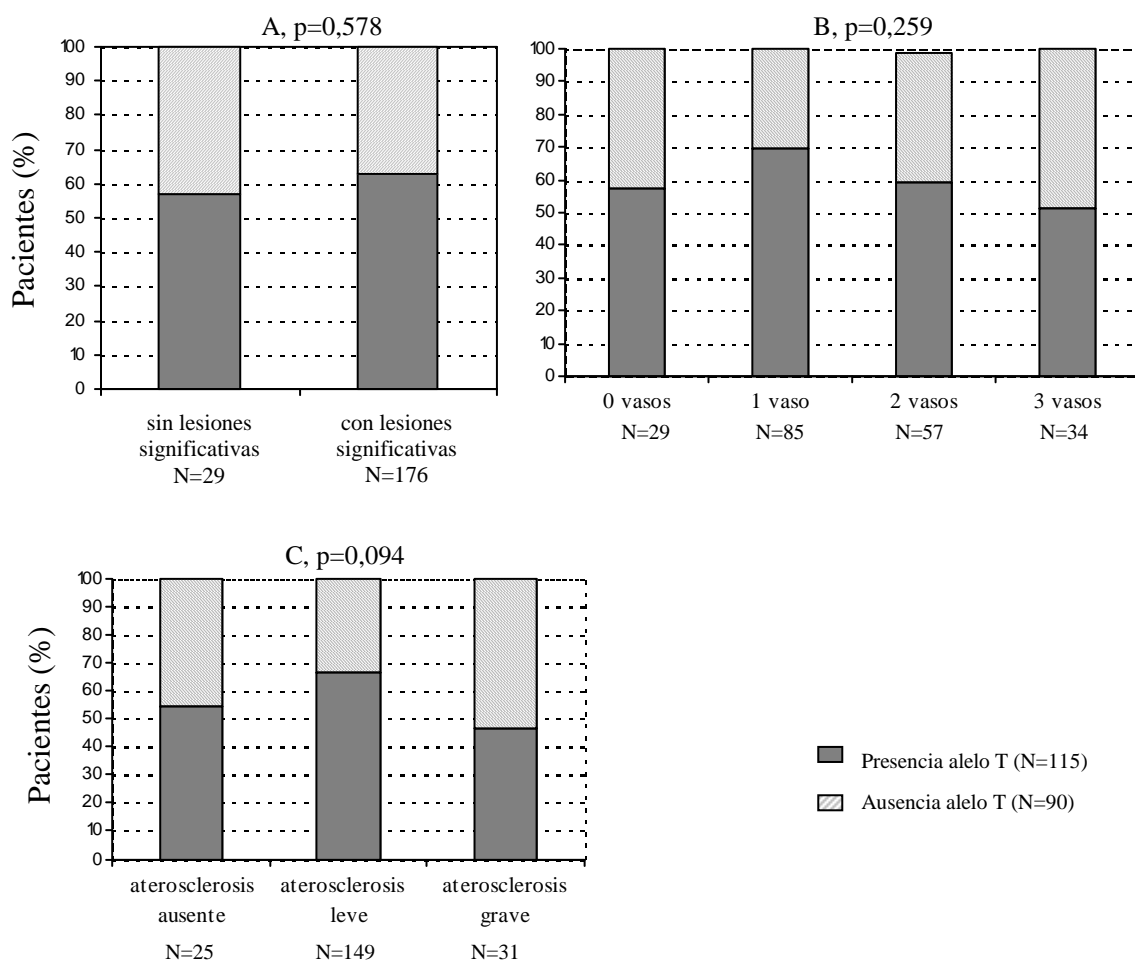 A, p=0,578
Pacientes (%)
100
90
80
70
60
50
40
30
20
10
0
sin lesiones
significativas
N=29
con lesiones
significativas
N=176
B, p=0,259
100
90
80
70
60
50
40
30
20
10
0
0 vasos
N=29
1 vaso
N=85
2 vasos
N=57
3 vasos
N=34
C, p=0,094
Pacientes (%)
100
90
80
70
60
50
40
30
20
10
0
aterosclerosis
ausente
N=25
aterosclerosis
leve
N=149
aterosclerosis
grave
N=31
Presencia alelo T (N=115)
Ausencia alelo T (N=90)